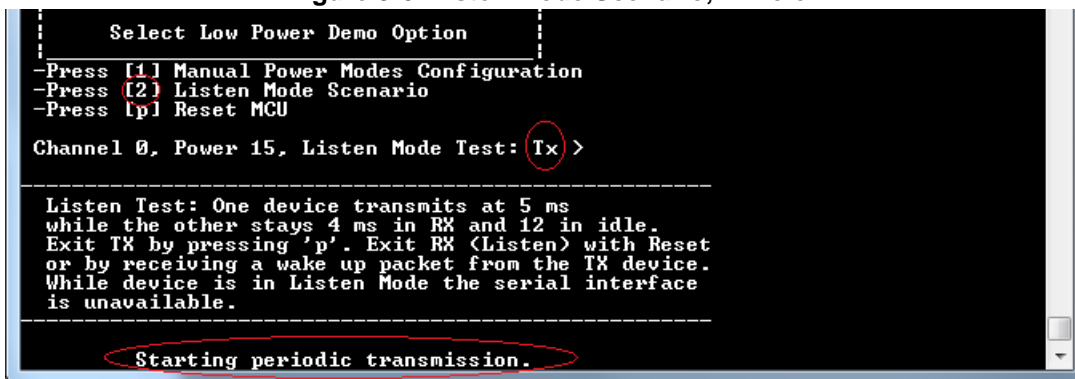 Select Low Power Demo Option
-Press [1] Manual Power Modes Configuration
-Press [2] Listen Mode Scenario
-Press [p] Reset MCU
Channel 0, Power 15, Listen Mode Test: Tx >
Listen Test: One device transmits at 5 ms
while the other stays 4 ms in RX and 12 in idle.
Exit TX by pressing 'p'. Exit RX (Listen) with Reset
or by receiving a wake up packet from the TX device.
While device is in Listen Mode the serial interface
is unavailable.
Starting periodic transmission.